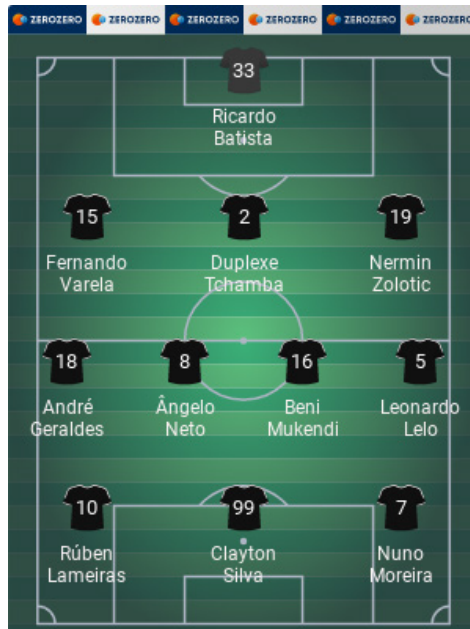 ZEROZERO ZEROZERO ZEROZERO ZEROZERO ZEROZERO ZEROZERO
33
Ricardo
Batista
15 2 19
Fernando Duplexe Nermin
Varela Tchamba Zolotic
18 8 16 5
André Ângelo Beni Leonardo
Geraldes Neto Mukendi Lelo
10 99 7
Rúben Clayton Nuno
Lameiras Silva Moreira